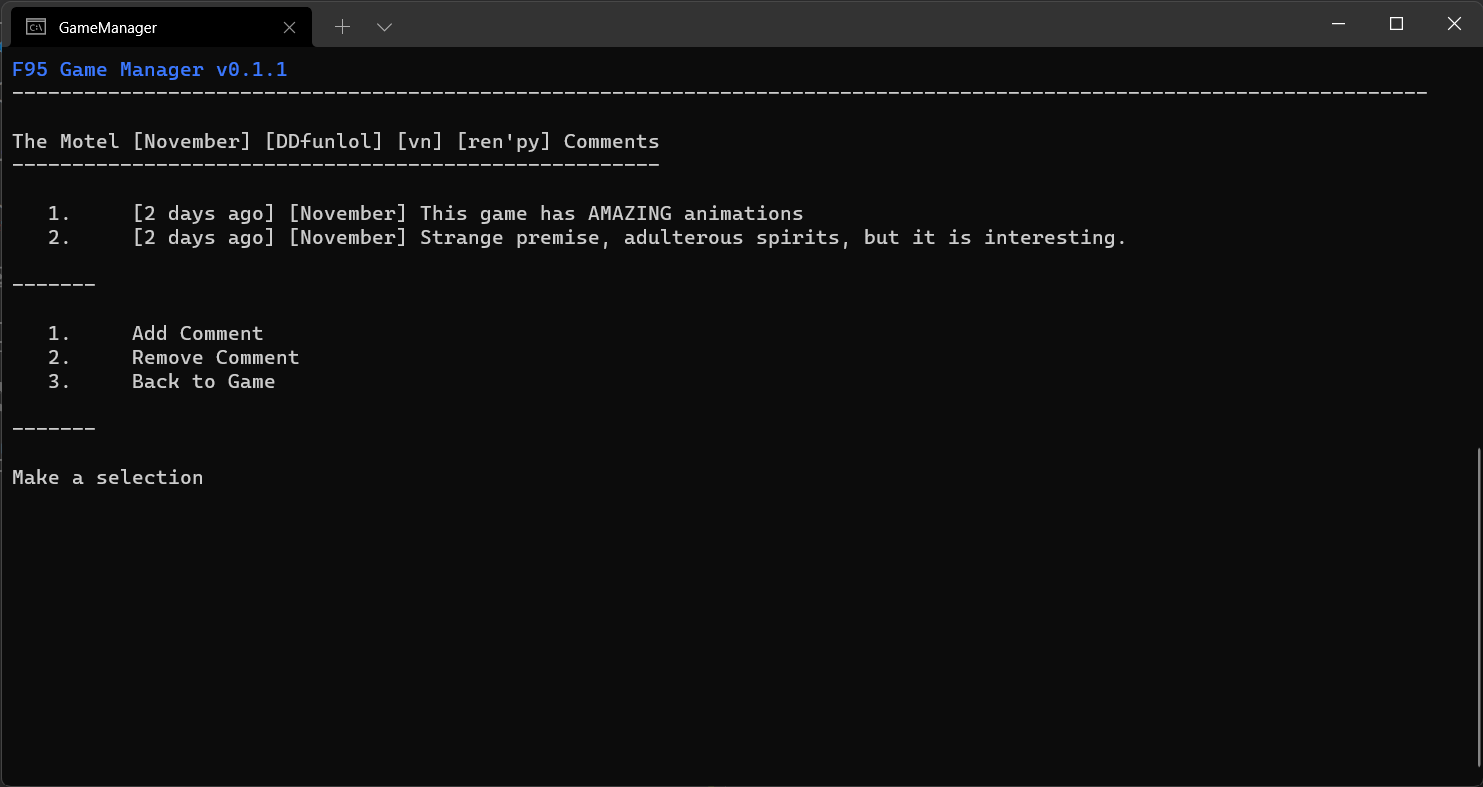 GameManager
F95 Game Manager v0.1.1
----------------------------------------------------------------------------------------------------------------------
The Motel [November] [DDfunlol] [vn] [ren'py] Comments
------------------------------------------------------
1. [2 days ago] [November] This game has AMAZING animations
2. [2 days ago] [November] Strange premise, adulterous spirits, but it is interesting.
-------
1. Add Comment
2. Remove Comment
3. Back to Game
-------
Make a selection